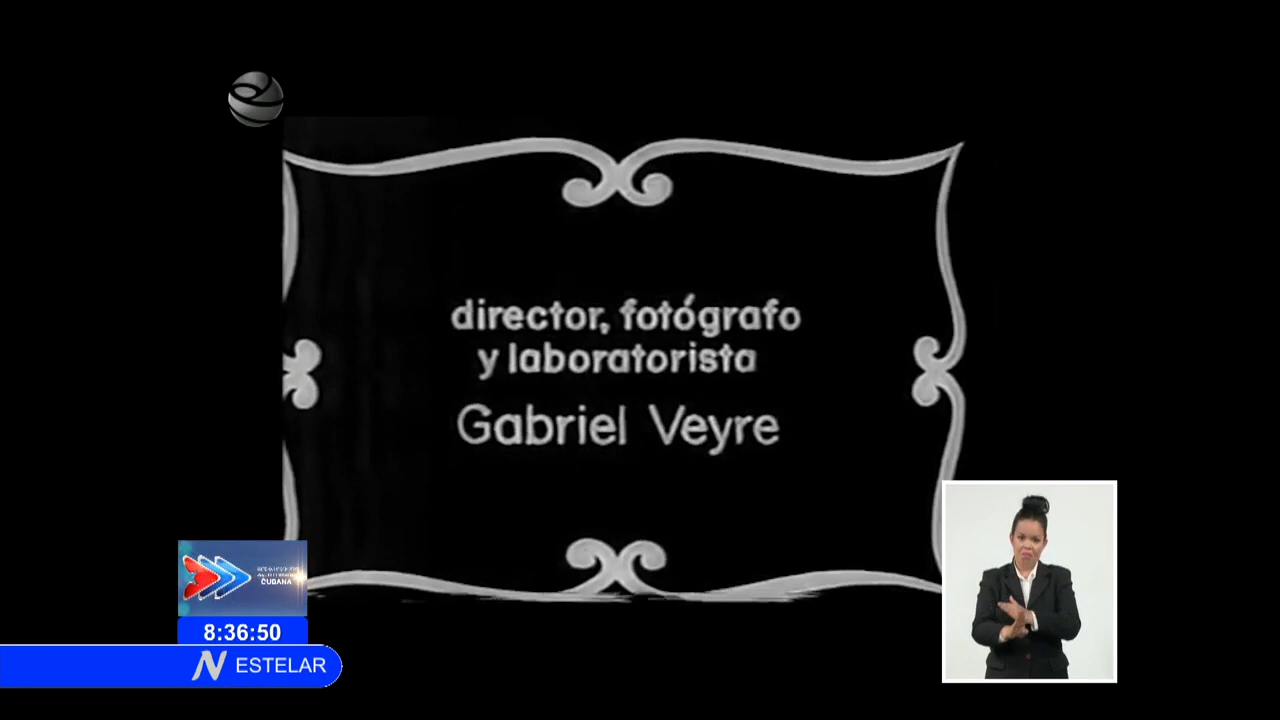 director, fotógrafo
y laboratorista
Gabriel Veyre
CUBANA
8:36:50
N ESTELAR